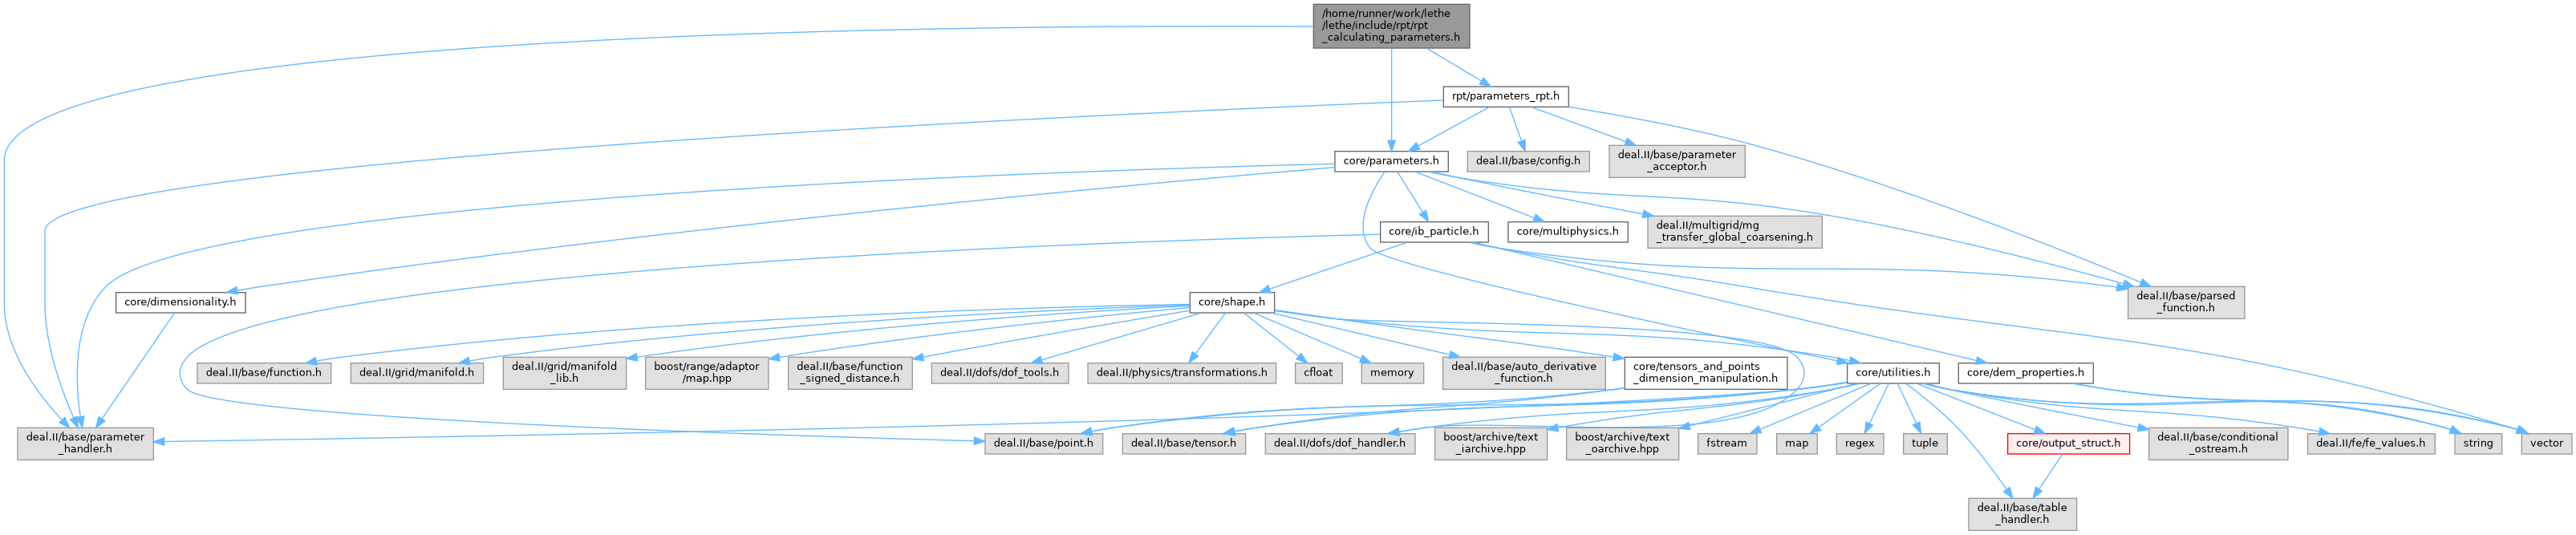 /home/runner/work/lethe
/lethe/include/rpt/rpt
_calculating_parameters.h
rpt/parameters_rpt.h
core/parameters.h
deal.II/base/config.h
deal.II/base/parameter
_acceptor.h
core/ib_particle.h
core/multiphysics.h
deal.II/multigrid/mg
_transfer_global_coarsening.h
core/dimensionality.h
core/shape.h
deal.II/base/parsed
_function.h
deal.II/base/function.h
deal.II/grid/manifold.h
deal.II/grid/manifold
_lib.h
boost/range/adaptor
/map.hpp
deal.II/base/function
_signed_distance.h
deal.II/dofs/dof_tools.h
deal.II/physics/transformations.h
cfloat
memory
deal.II/base/auto_derivative
_function.h
core/tensors_and_points
_dimension_manipulation.h
core/utilities.h
core/dem_properties.h
deal.II/base/parameter
_handler.h
deal.II/base/point.h
deal.II/base/tensor.h
deal.II/dofs/dof_handler.h
boost/archive/text
_iarchive.hpp
boost/archive/text
_oarchive.hpp
fstream
map
regex
tuple
core/output_struct.h
deal.II/base/conditional
_ostream.h
deal.II/fe/fe_values.h
string
vector
deal.II/base/table
_handler.h